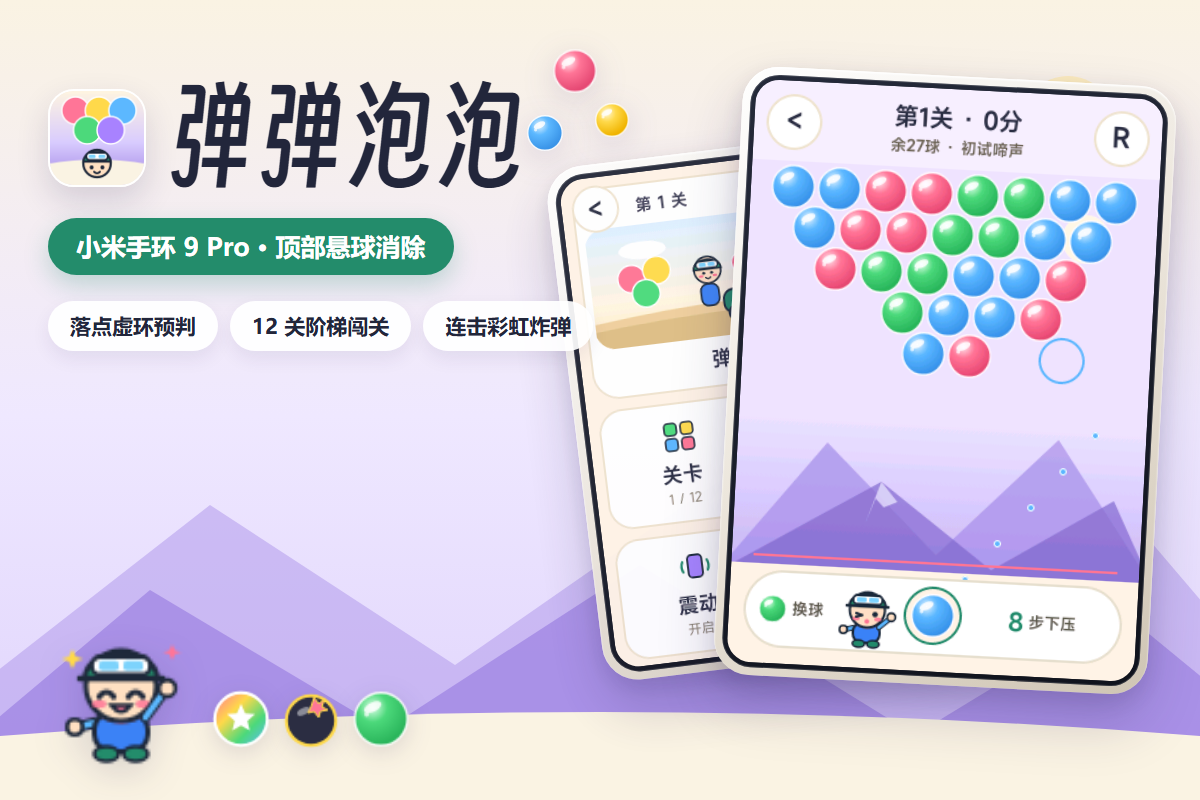 弹弹泡泡
小米手环 9 Pro • 顶部悬球消除
落点虚环预判
12 关阶梯闯关
连击彩虹炸弹
<
第 1 关
弹
关卡
1 / 12
震动
开启
<
第1关 · 0分
余27球 · 初试啼声
R
换球
8 步下压